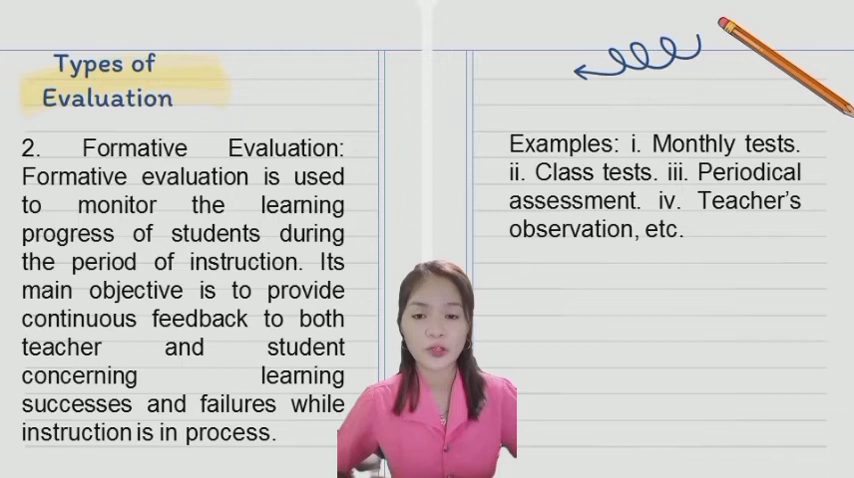 Types of
Evaluation
2. Formative Evaluation:
Formative evaluation is used
to monitor the learning
progress of students during
the period of instruction. Its
main objective is to provide
continuous feedback to both
teacher and student
concerning learning
successes and failures while
instruction is in process.
Examples: i. Monthly tests.
ii. Class tests. iii. Periodical
assessment. iv. Teacher’s
observation, etc.